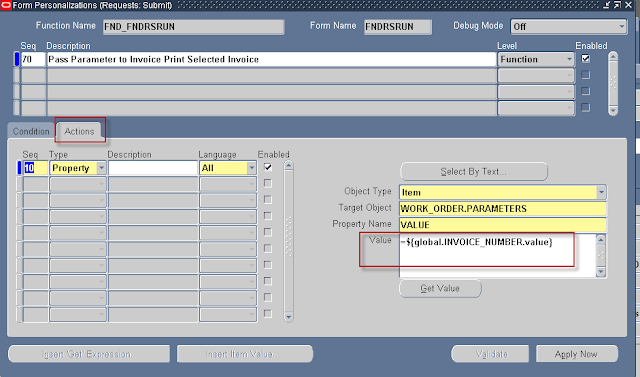 Form Personalizations (Requests: Submit)
Function Name FND_FNDRSRUN Form Name FNDRSRUN Debug Mode Off
Seq Description Level Enabled
70 Pass Parameter to Invoice Print Selected Invoice Function
Condition Actions
Seq Type Description Language Enabled
10 Property All
Select By Text...
Object Type Item
Target Object WORK_ORDER.PARAMETERS
Property Name VALUE
Value =${global.INVOICE_NUMBER.value}
Get Value
Insert 'Get' Expression... Insert Item Value... Validate Apply Now